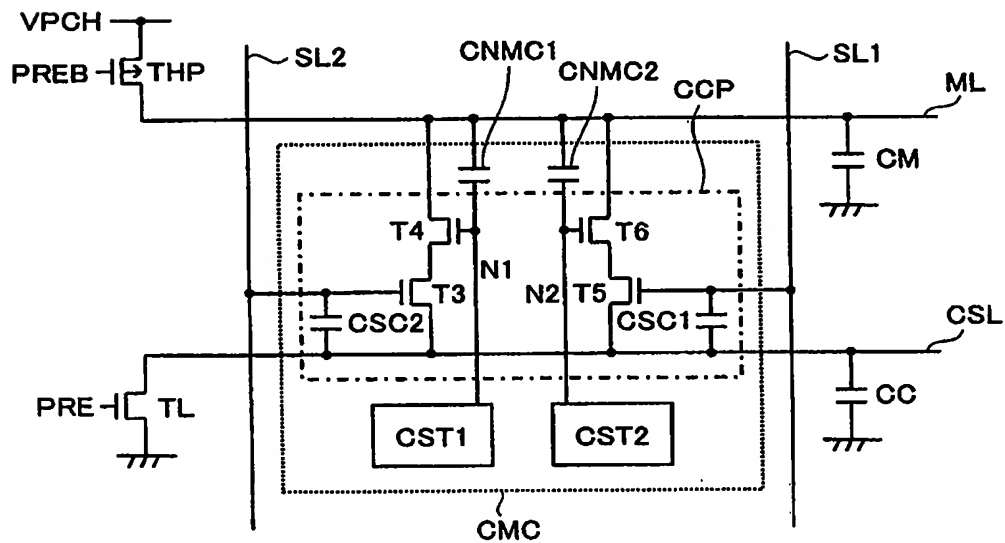 VPCH
PREB
THP
SL2
CNMC1
CNMC2
CCP
SL1
ML
CM
T4
T6
N1
N2
T3
T5
CSC2
CSC1
CSL
PRE
TL
CC
CST1
CST2
CMC